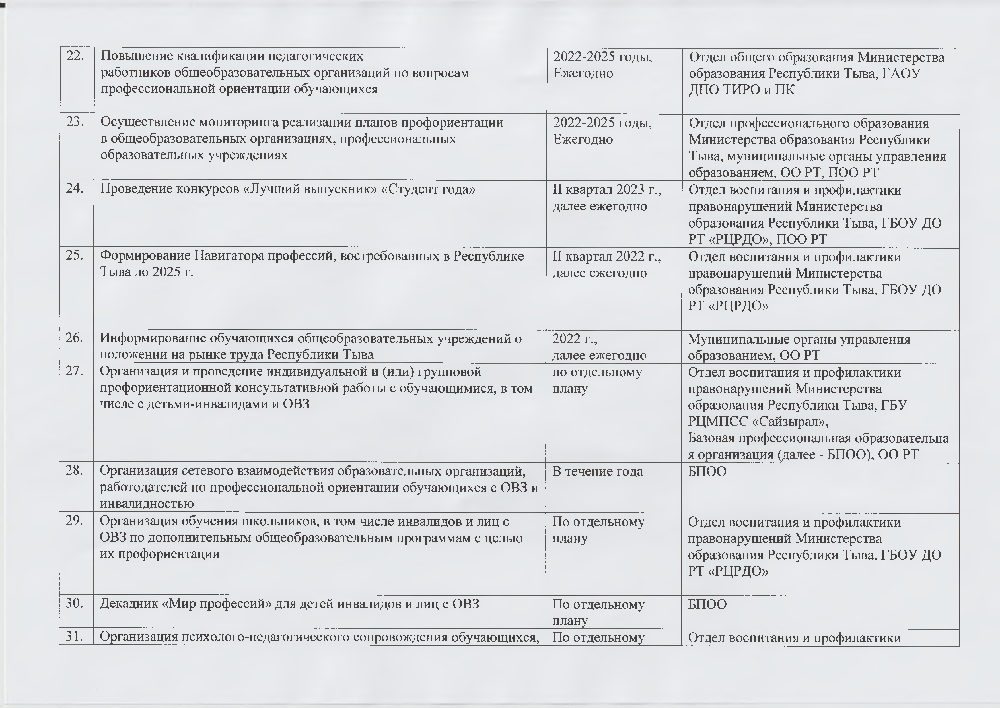 22.
Повышение квалификации педагогических
работников общеобразовательных организаций по вопросам
профессиональной ориентации обучающихся
2022-2025 годы,
Ежегодно
Отдел общего образования Министерства
образования Республики Тыва, ГАОУ
ДПО ТИРО и ПК
23.
Осуществление мониторинга реализации планов профориентации
в общеобразовательных организациях, профессиональных
образовательных учреждениях
2022-2025 годы,
Ежегодно
Отдел профессионального образования
Министерства образования Республики
Тыва, муниципальные органы управления
образованием, ОО РТ, ПОО РТ
24.
Проведение конкурсов «Лучший выпускник» «Студент года»
II квартал 2023 г.,
далее ежегодно
Отдел воспитания и профилактики
правонарушений Министерства
образования Республики Тыва, ГБОУ ДО
РТ «РЦРДО», ПОО РТ
25.
Формирование Навигатора профессий, востребованных в Республике
Тыва до 2025 г.
II квартал 2022 г.,
далее ежегодно
Отдел воспитания и профилактики
правонарушений Министерства
образования Республики Тыва, ГБОУ ДО
РТ «РЦРДО»
26.
Информирование обучающихся общеобразовательных учреждений о
положении на рынке труда Республики Тыва
2022 г.,
далее ежегодно
Муниципальные органы управления
образованием, ОО РТ
27.
Организация и проведение индивидуальной и (или) групповой
профориентационной консультативной работы с обучающимися, в том
числе с детьми-инвалидами и ОВЗ
по отдельному
плану
Отдел воспитания и профилактики
правонарушений Министерства
образования Республики Тыва, ГБУ
РЦМПСС «Сайзырал»,
Базовая профессиональная образовательна
я организация (далее - БПОО), ОО РТ
28.
Организация сетевого взаимодействия образовательных организаций,
работодателей по профессиональной ориентации обучающихся с ОВЗ и
инвалидностью
В течение года
БПОО
29.
Организация обучения школьников, в том числе инвалидов и лиц с
ОВЗ по дополнительным общеобразовательным программам с целью
их профориентации
По отдельному
плану
Отдел воспитания и профилактики
правонарушений Министерства
образования Республики Тыва, ГБОУ ДО
РТ «РЦРДО»
30.
Декадник «Мир профессий» для детей инвалидов и лиц с ОВЗ
По отдельному
плану
БПОО
31.
Организация психолого-педагогического сопровождения обучающихся,
По отдельному
Отдел воспитания и профилактики